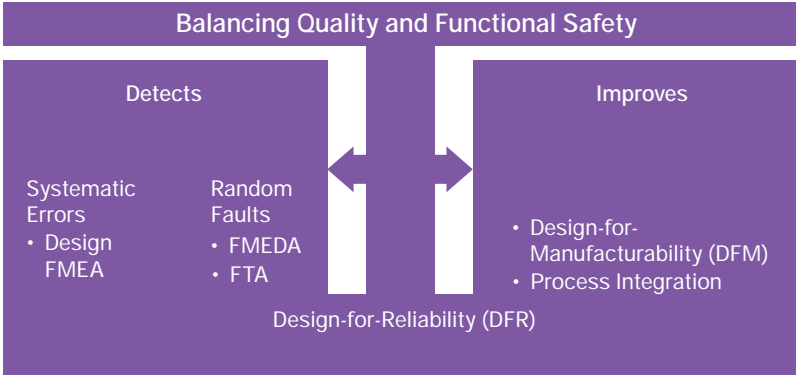 Balancing Quality and Functional Safety
Detects
Systematic
Errors
• Design
FMEA
Random
Faults
• FMEDA
• FTA
Improves
• Design-for-
Manufacturability (DFM)
• Process Integration
Design-for-Reliability (DFR)